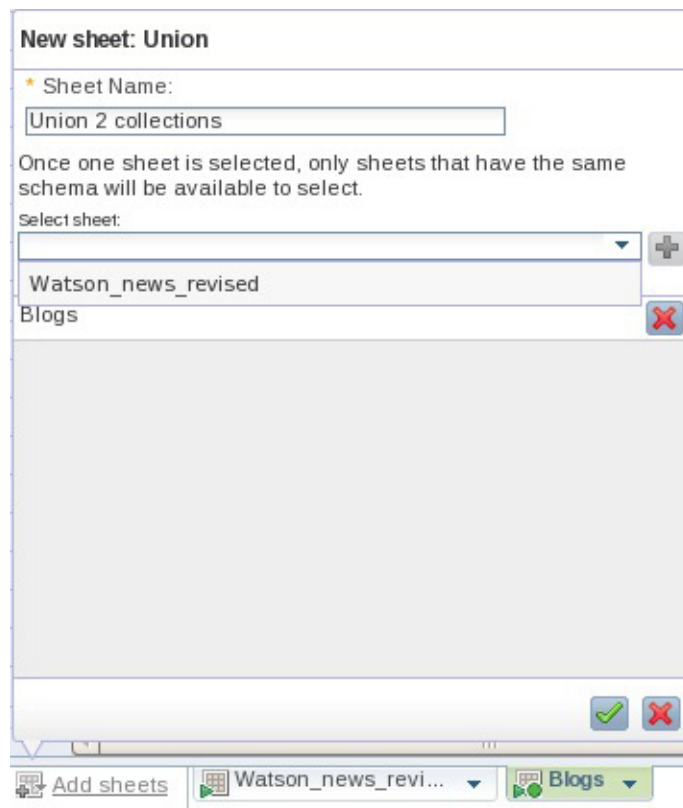 New sheet: Union
* Sheet Name:
Union 2 collections
Once one sheet is selected, only sheets that have the same
schema will be available to select.
Select sheet:
Watson_news_revised
Blogs
Add sheets
Watson_news_revi...
Blogs